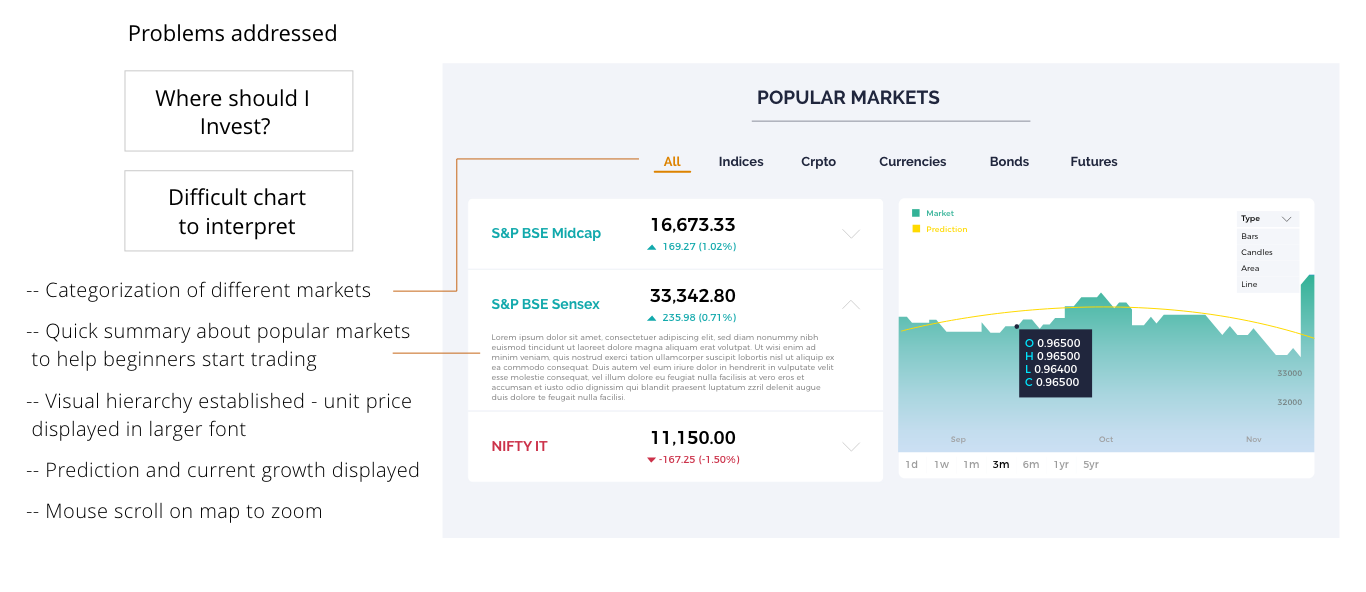 Problems addressed
Where should I
Invest?
Difficult chart
to interpret
-- Categorization of different markets
-- Quick summary about popular markets
to help beginners start trading
-- Visual hierarchy established - unit price
displayed in larger font
-- Prediction and current growth displayed
-- Mouse scroll on map to zoom
POPULAR MARKETS
All Indices Crpto Currencies Bonds Futures
S&P BSE Midcap
16,673.33
169.27 (1.02%)
S&P BSE Sensex
33,342.80
235.98 (0.71%)
Lorem ipsum dolor sit amet, consectetuer adipiscing elit, sed diam nonummy nibh
euismod tincidunt ut laoreet dolore magna aliquam erat volutpat. Ut wisi enim ad
minim veniam, quis nostrud exerci tation ullamcorper suscipit lobortis nisl ut aliquip ex
ea commodo consequat. Duis autem vel eum iriure dolor in hendrerit in vulputate velit
esse molestie consequat, vel illum dolore eu feugiat nulla facilisis at vero eros et
accumsan et iusto odio dignissim qui blandit praesent luptatum zzril delenit augue
duis dolore te feugait nulla facilisi.
NIFTY IT
11,150.00
-167.25 (-1.50%)
Market
Prediction
Type
Bars
Candles
Area
Line
O 0.96500
H 0.96500
L 0.96400
C 0.96500
33000
32000
Sep Oct Nov
1d 1w 1m 3m 6m 1yr 5yr